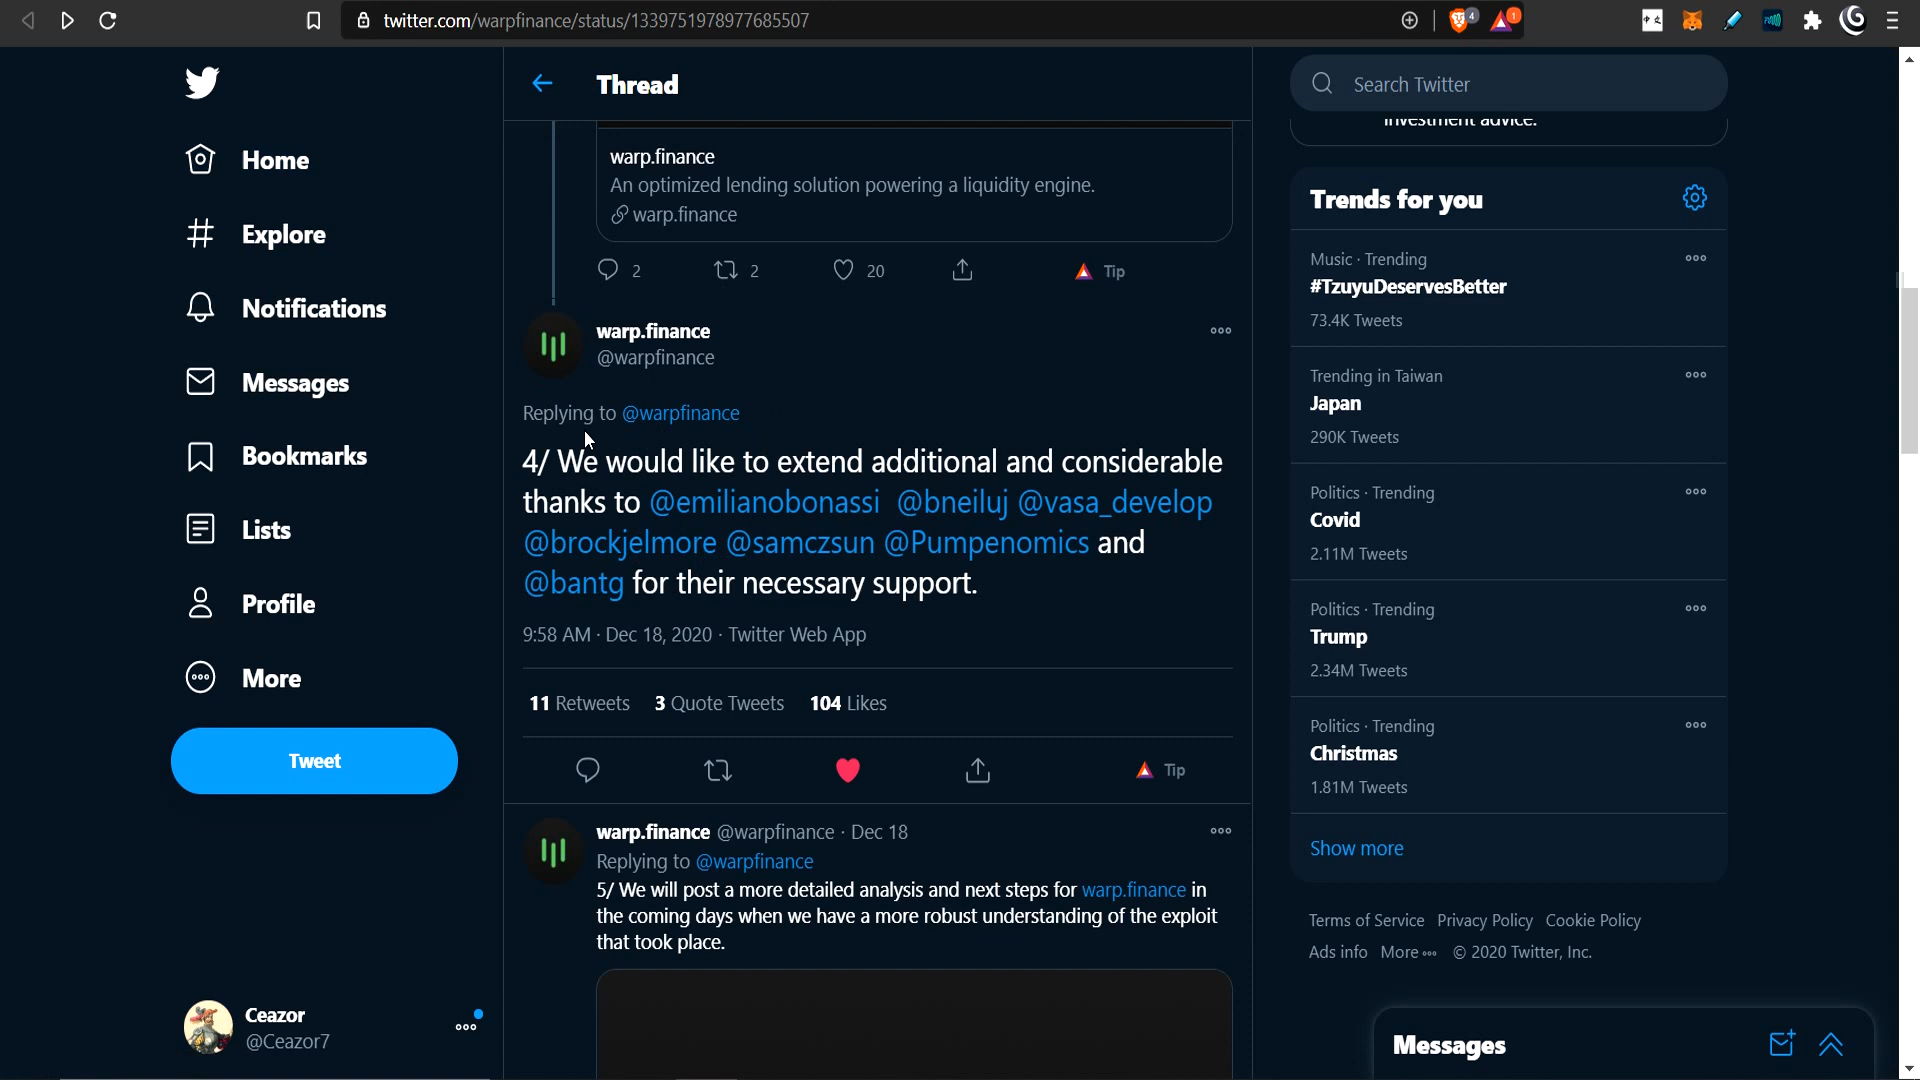 twitter.com/warpfinance/status/1339751978977685507
4
1
Home
Explore
Notifications
Messages
Bookmarks
Lists
Profile
More
Tweet
Ceazor
@Ceazor7
Thread
warp.finance
An optimized lending solution powering a liquidity engine.
warp.finance
2
2
20
Tip
warp.finance
@warpfinance
Replying to @warpfinance
4/ We would like to extend additional and considerable
thanks to @emilianobonassi @bneiluj @vasa_develop
@brockjelmore @samczsun @Pumpenomics and
@bantg for their necessary support.
9:58 AM · Dec 18, 2020 · Twitter Web App
11 Retweets 3 Quote Tweets 104 Likes
Tip
warp.finance @warpfinance · Dec 18
Replying to @warpfinance
5/ We will post a more detailed analysis and next steps for warp.finance in
the coming days when we have a more robust understanding of the exploit
that took place.
Search Twitter
investment advice.
Trends for you
Music · Trending
#TzuyuDeservesBetter
73.4K Tweets
Trending in Taiwan
Japan
290K Tweets
Politics · Trending
Covid
2.11M Tweets
Politics · Trending
Trump
2.34M Tweets
Politics · Trending
Christmas
1.81M Tweets
Show more
Terms of Service Privacy Policy Cookie Policy
Ads info More © 2020 Twitter, Inc.
Messages